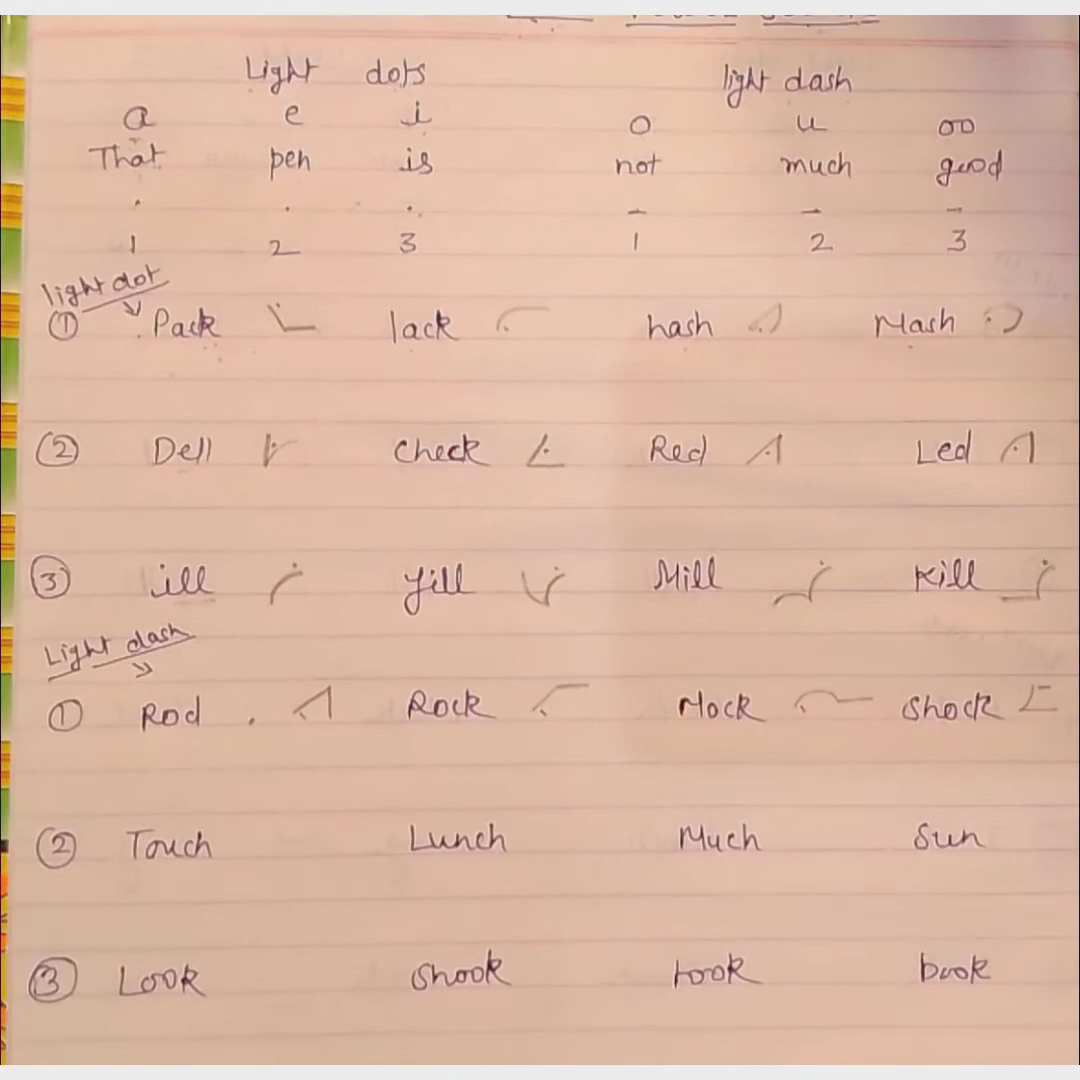 Light dots light dash
a e i o u oo
That pen is not much good
. . . - - -
1 2 3 1 2 3
light dot
① Pack lack hash Mash
② Dell Check Red Led
③ ill Jill Mill Kill
Light dash
① Rod Rock Mock Shock
② Touch Lunch Much Sun
③ Look Shook took book